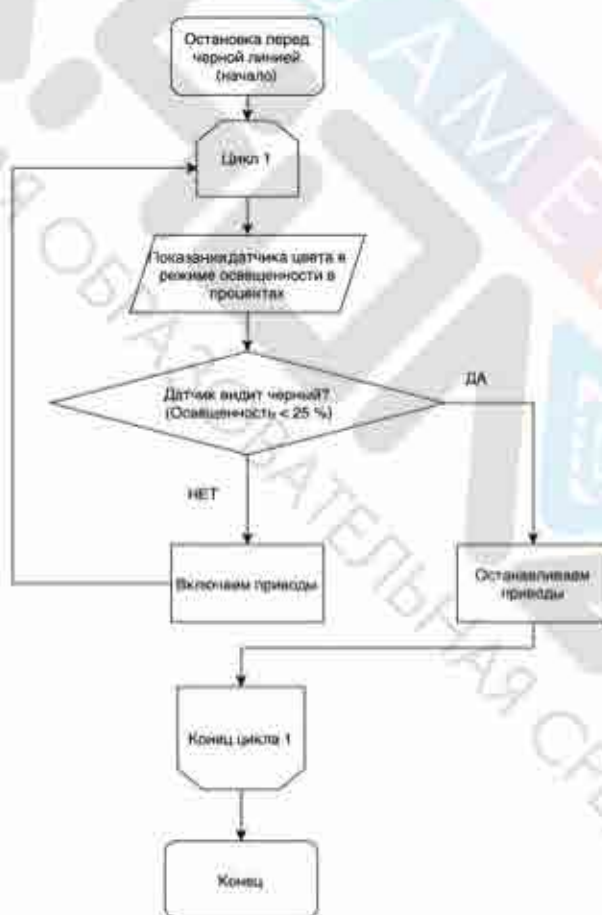 Остановка перед
черной линией
(начало)
Цикл 1
Показания датчика цвета в
режиме освещенности в
процентах
Датчик видит черный?
(Освещенность < 25 %)
ДА
НЕТ
Включаем приводы
Останавливаем
приводы
Конец цикла 1
Конец